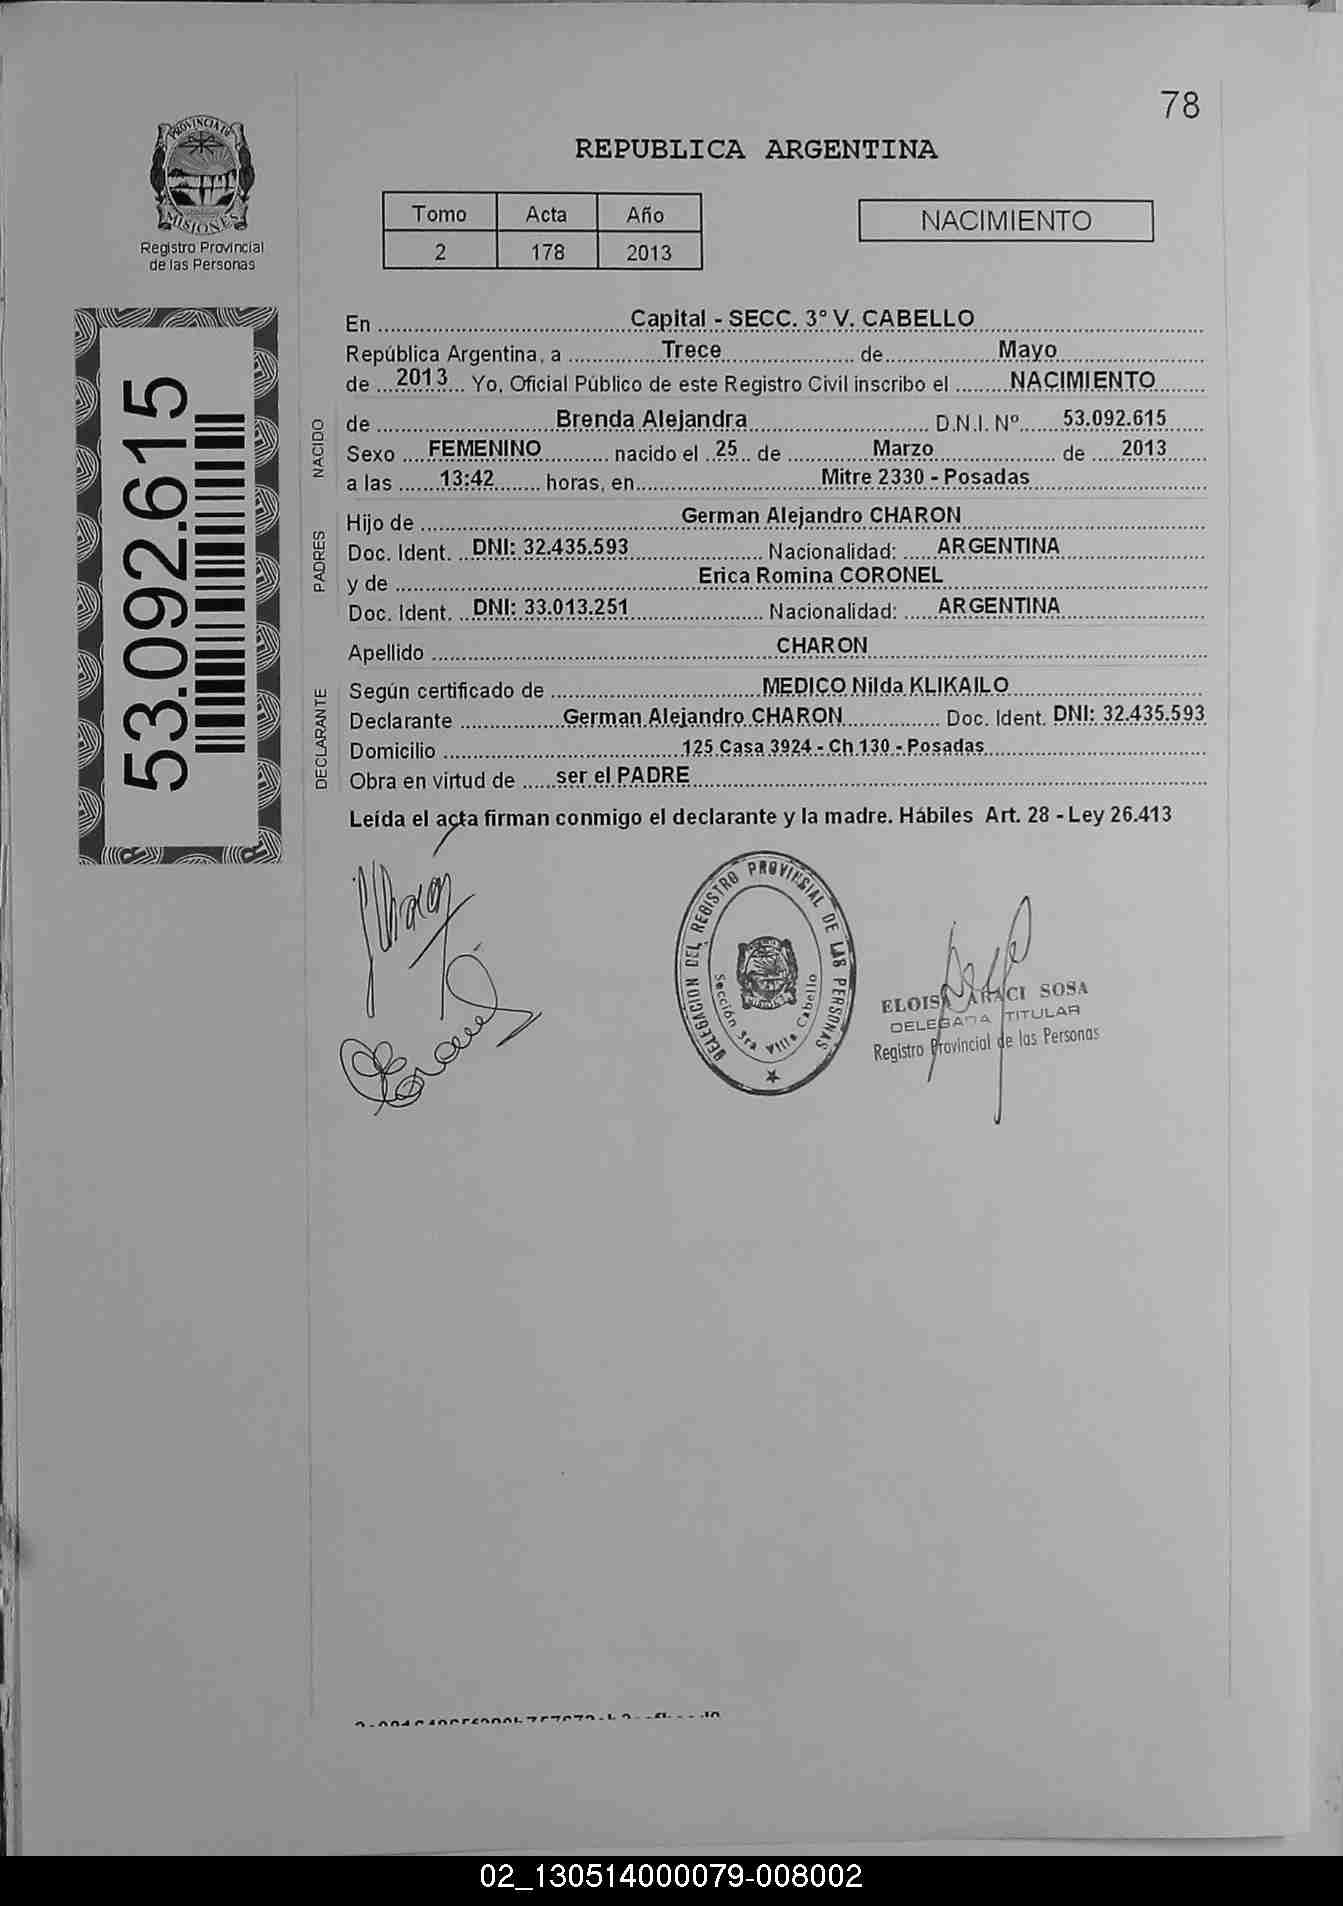 78
PROVINCIA DE
MISIONES
Registro Provincial
de las Personas
REPUBLICA ARGENTINA
Tomo Acta Año
2 178 2013
NACIMIENTO
53.092.615
En Capital - SECC. 3° V. CABELLO
República Argentina, a Trece de Mayo
de 2013 Yo, Oficial Público de este Registro Civil inscribo el NACIMIENTO
NACIDO
de Brenda Alejandra D.N.I. Nº 53.092.615
Sexo FEMENINO nacido el 25 de Marzo de 2013
a las 13:42 horas, en Mitre 2330 - Posadas
PADRES
Hijo de German Alejandro CHARON
Doc. Ident. DNI: 32.435.593 Nacionalidad: ARGENTINA
y de Erica Romina CORONEL
Doc. Ident. DNI: 33.013.251 Nacionalidad: ARGENTINA
Apellido CHARON
DECLARANTE
Según certificado de MEDICO Nilda KLIKAILO
Declarante German Alejandro CHARON Doc. Ident. DNI: 32.435.593
Domicilio 125 Casa 3924 - Ch 130 - Posadas
Obra en virtud de ser el PADRE
Leída el acta firman conmigo el declarante y la madre. Hábiles Art. 28 - Ley 26.413
DELEGACION DEL REGISTRO PROVINSIAL DE LAS PERSONAS
Sección 3ra Villa Cabello
ELOISA ARACI SOSA
DELEGADA TITULAR
Registro Provincial de las Personas
02_130514000079-008002